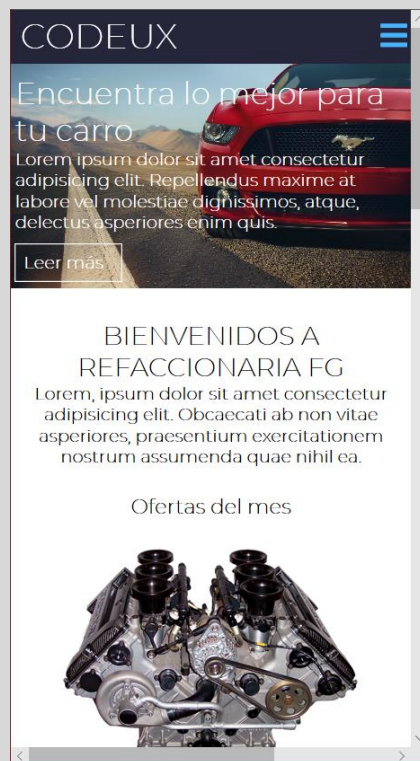 CODEUX
Encuentra lo mejor para
tu carro
Lorem ipsum dolor sit amet consectetur
adipisicing elit. Repellendus maxime at
labore vel molestiae dignissimos, atque,
delectus asperiores enim quis.
Leer más
BIENVENIDOS A
REFACCIONARIA FG
Lorem, ipsum dolor sit amet consectetur
adipisicing elit. Obcaecati ab non vitae
asperiores, praesentium exercitationem
nostrum assumenda quae nihil ea.
Ofertas del mes